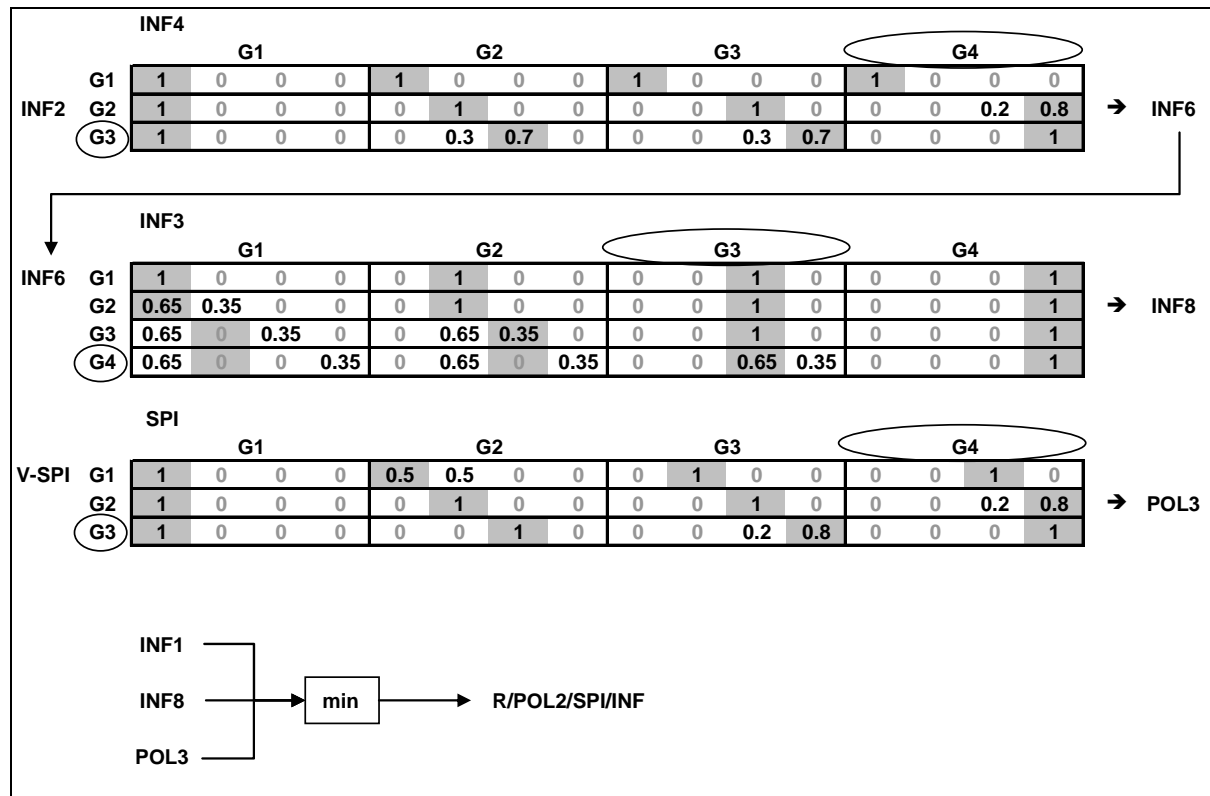 INF4
G1 G2 G3 G4
G1 1 0 0 0 1 0 0 0 1 0 0 0 1 0 0 0
INF2 G2 1 0 0 0 0 1 0 0 0 0 1 0 0 0 0.2 0.8 ➔ INF6
G3 1 0 0 0 0 0.3 0.7 0 0 0 0.3 0.7 0 0 0 1
INF3
G1 G2 G3 G4
INF6 G1 1 0 0 0 0 1 0 0 0 0 1 0 0 0 0 1
G2 0.65 0.35 0 0 0 1 0 0 0 0 1 0 0 0 0 1 ➔ INF8
G3 0.65 0 0.35 0 0 0.65 0.35 0 0 0 1 0 0 0 0 1
G4 0.65 0 0 0.35 0 0.65 0 0.35 0 0 0.65 0.35 0 0 0 1
SPI
G1 G2 G3 G4
V-SPI G1 1 0 0 0 0.5 0.5 0 0 0 1 0 0 0 0 1 0
G2 1 0 0 0 0 1 0 0 0 0 1 0 0 0 0.2 0.8 ➔ POL3
G3 1 0 0 0 0 0 1 0 0 0 0.2 0.8 0 0 0 1
INF1
INF8 min R/POL2/SPI/INF
POL3